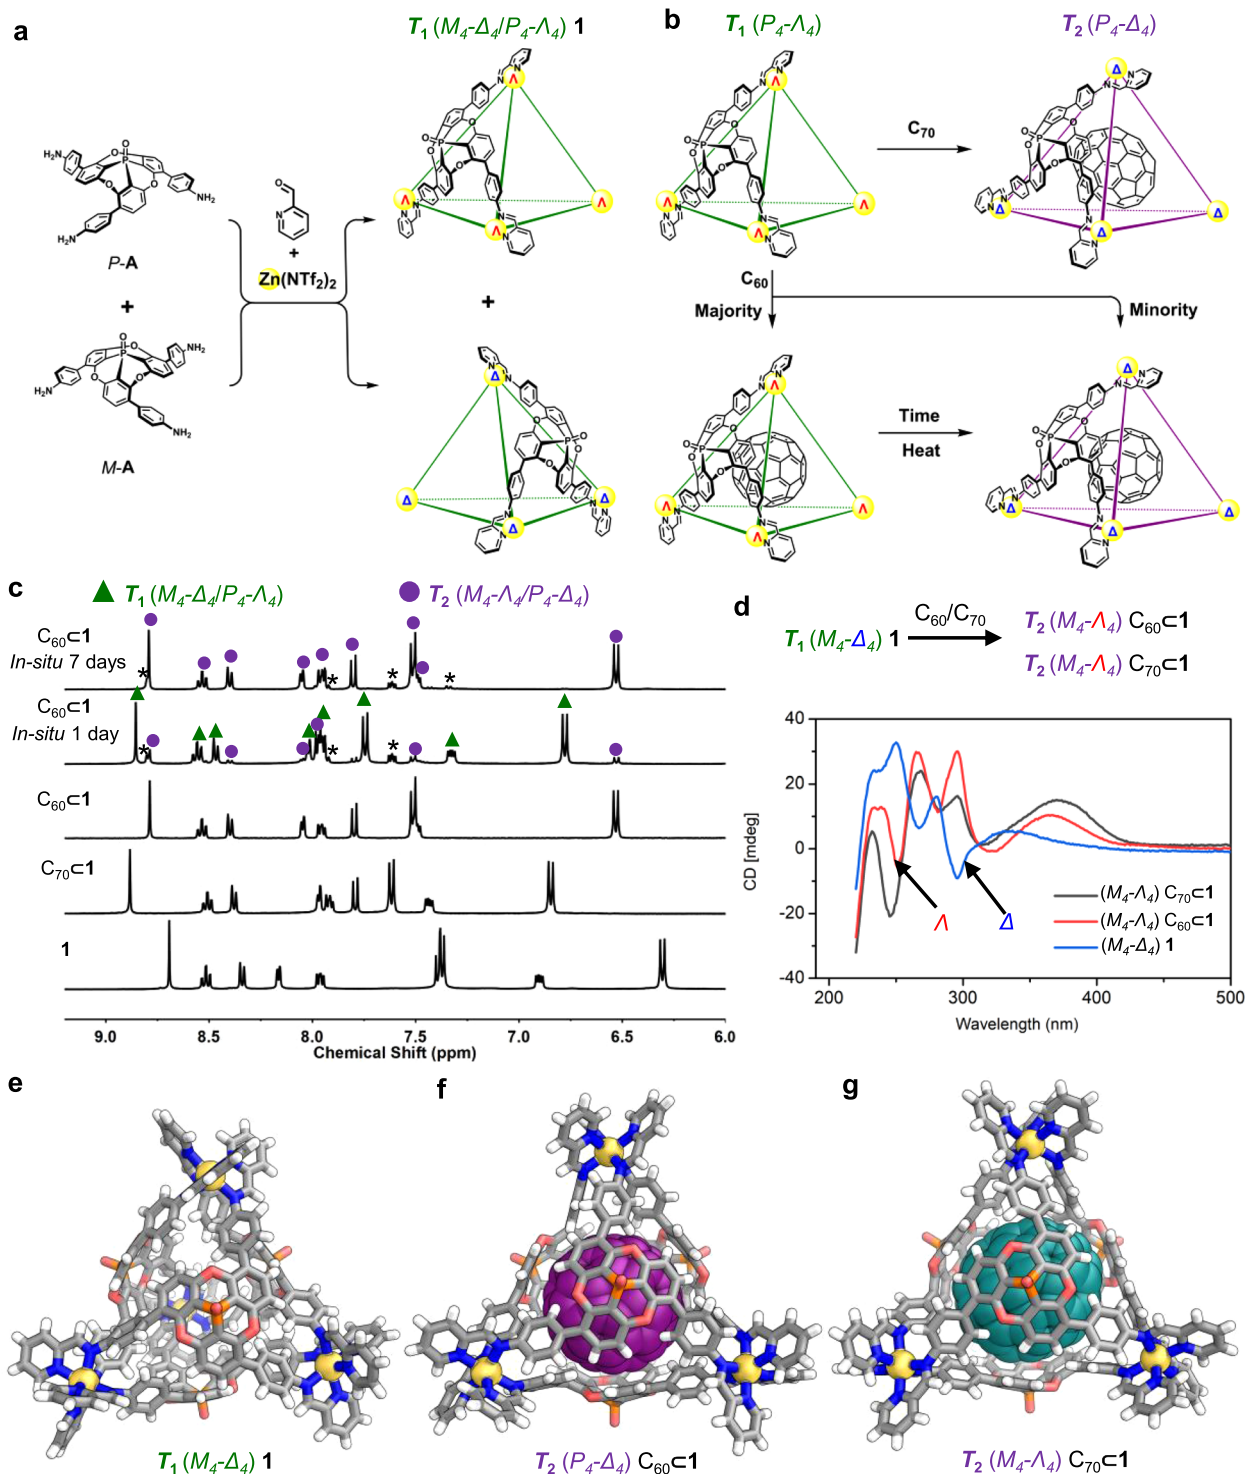 a
T₁ (M₄-Δ₄/P₄-Λ₄) 1
b
T₁ (P₄-Λ₄)
T₂ (P₄-Δ₄)
P-A
+
M-A
+
Zn(NTf₂)₂
+
C₇₀
C₆₀
Majority
Minority
Time
Heat
c
T₁ (M₄-Δ₄/P₄-Λ₄)
T₂ (M₄-Λ₄/P₄-Δ₄)
C₆₀⊂1
In-situ 7 days
C₆₀⊂1
In-situ 1 day
C₆₀⊂1
C₇₀⊂1
1
9.0 8.5 8.0 7.5 7.0 6.5 6.0
Chemical Shift (ppm)
d
T₁ (M₄-Δ₄) 1
C₆₀/C₇₀
T₂ (M₄-Λ₄) C₆₀⊂1
T₂ (M₄-Λ₄) C₇₀⊂1
40
20
0
-20
-40
CD [mdeg]
Λ
Δ
(M₄-Λ₄) C₇₀⊂1
(M₄-Λ₄) C₆₀⊂1
(M₄-Δ₄) 1
200 300 400 500
Wavelength (nm)
e
f
g
T₁ (M₄-Δ₄) 1
T₂ (P₄-Δ₄) C₆₀⊂1
T₂ (M₄-Λ₄) C₇₀⊂1